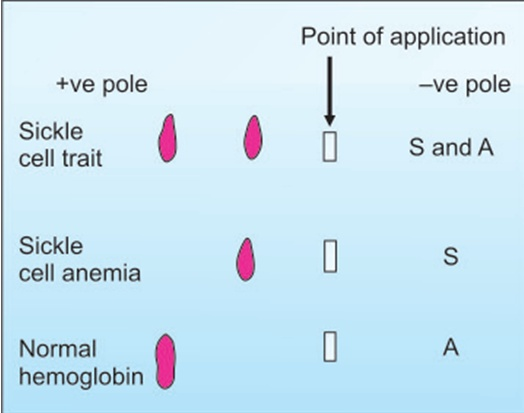 Point of application
+ve pole
–ve pole
Sickle
cell trait
S and A
Sickle
cell anemia
S
Normal
hemoglobin
A